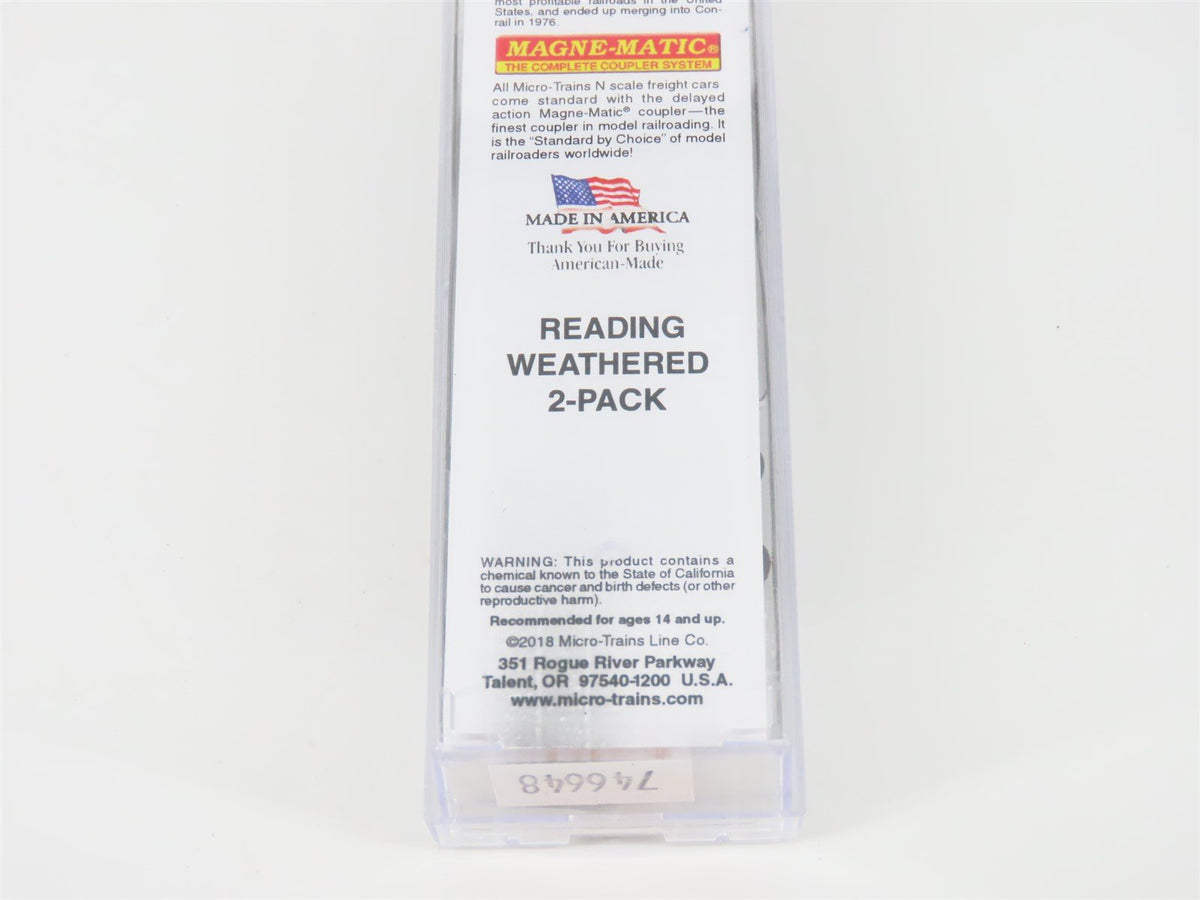 most profitable railroads in the United
States, and ended up merging into Con-
rail in 1976.
MAGNE-MATIC®
THE COMPLETE COUPLER SYSTEM
All Micro-Trains N scale freight cars
come standard with the delayed
action Magne-Matic® coupler—the
finest coupler in model railroading. It
is the "Standard by Choice" of model
railroaders worldwide!
MADE IN AMERICA
Thank You For Buying
American-Made
READING
WEATHERED
2-PACK
WARNING: This product contains a
chemical known to the State of California
to cause cancer and birth defects (or other
reproductive harm).
Recommended for ages 14 and up.
©2018 Micro-Trains Line Co.
351 Rogue River Parkway
Talent, OR 97540-1200 U.S.A.
www.micro-trains.com
746648